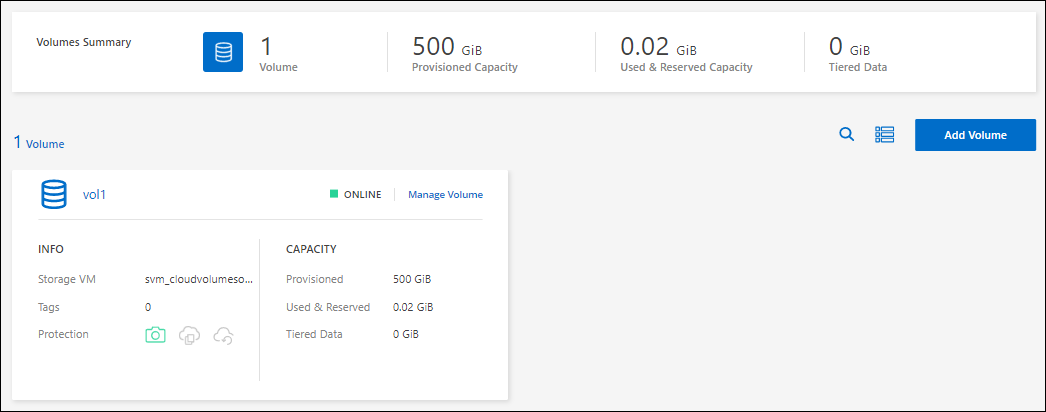 Volumes Summary
1
Volume
500 GiB
Provisioned Capacity
0.02 GiB
Used & Reserved Capacity
0 GiB
Tiered Data
1 Volume
Add Volume
vol1
ONLINE
Manage Volume
INFO
Storage VM svm_cloudvolumeso...
Tags 0
Protection
CAPACITY
Provisioned 500 GiB
Used & Reserved 0.02 GiB
Tiered Data 0 GiB